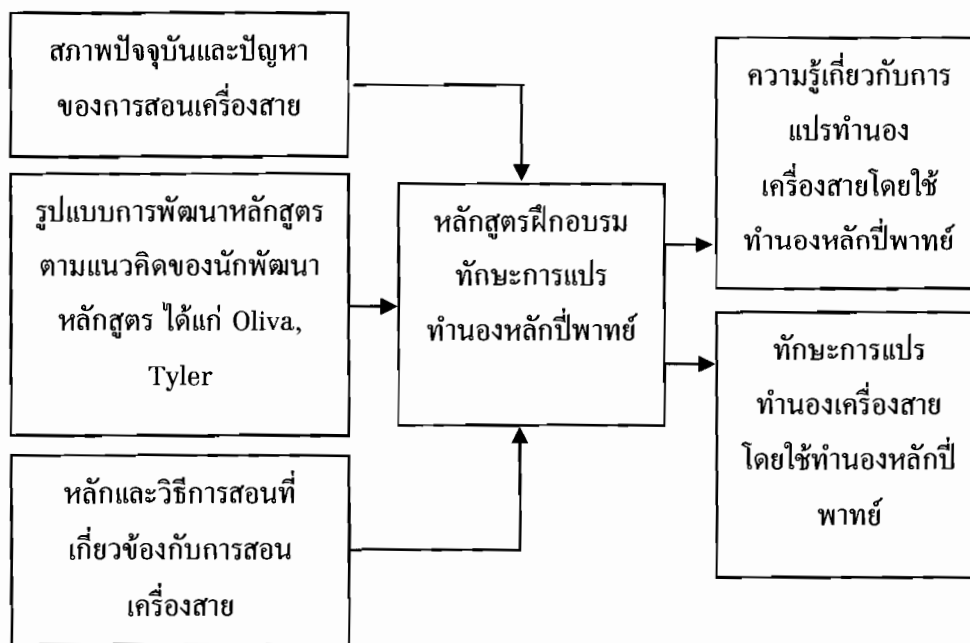 สภาพปัจจุบันและปัญหา
ของการสอนเครื่องสาย
รูปแบบการพัฒนาหลักสูตร
ตามแนวคิดของนักพัฒนา
หลักสูตร ได้แก่ Oliva,
Tyler
หลักและวิธีการสอนที่
เกี่ยวข้องกับการสอน
เครื่องสาย
หลักสูตรฝึกอบรม
ทักษะการแปร
ทำนองหลักปี่พาทย์
ความรู้เกี่ยวกับการ
แปรทำนอง
เครื่องสายโดยใช้
ทำนองหลักปี่พาทย์
ทักษะการแปร
ทำนองเครื่องสาย
โดยใช้ทำนองหลักปี่
พาทย์